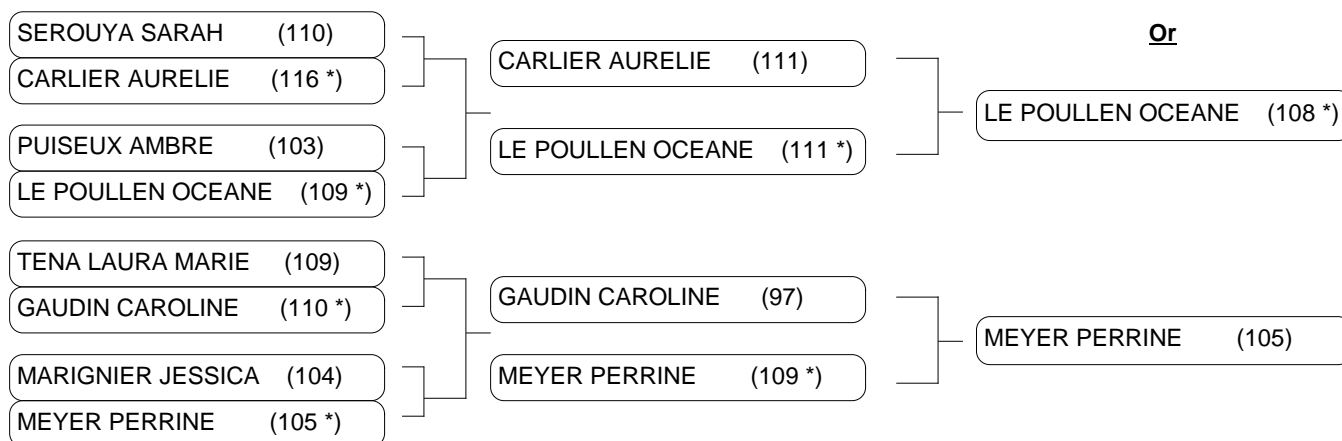 SEROUYA SARAH (110)
CARLIER AURELIE (116 *)
PUISEUX AMBRE (103)
LE POULLEN OCEANE (109 *)
TENA LAURA MARIE (109)
GAUDIN CAROLINE (110 *)
MARIGNIER JESSICA (104)
MEYER PERRINE (105 *)
CARLIER AURELIE (111)
LE POULLEN OCEANE (111 *)
GAUDIN CAROLINE (97)
MEYER PERRINE (109 *)
Or
LE POULLEN OCEANE (108 *)
MEYER PERRINE (105)